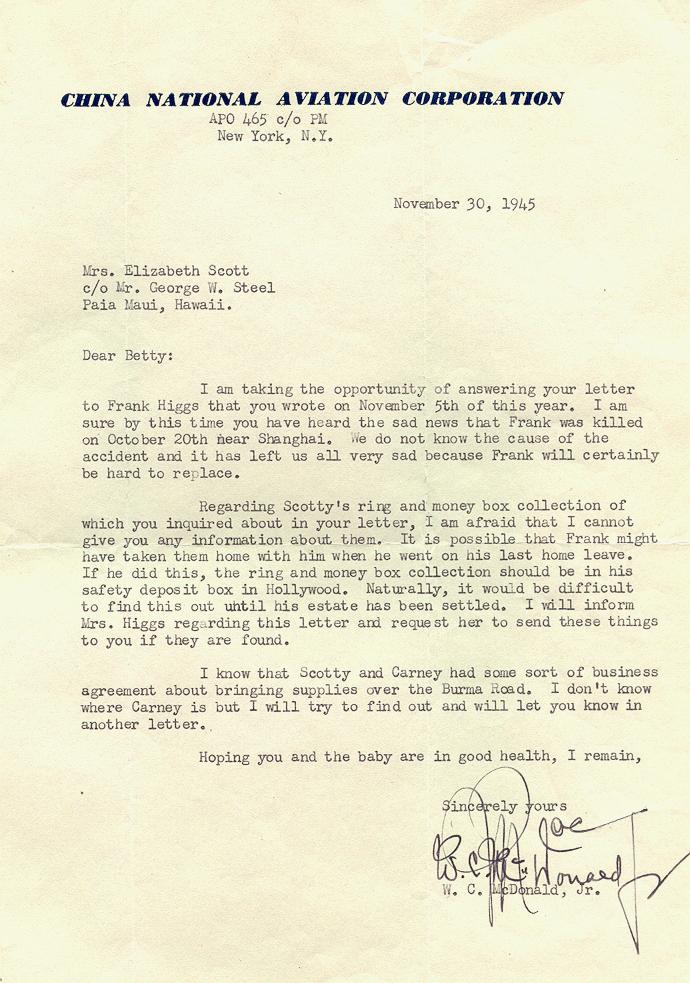 CHINA NATIONAL AVIATION CORPORATION
APO 465 c/o PM
New York, N.Y.
November 30, 1945
Mrs. Elizabeth Scott
c/o Mr. George W. Steel
Paia Maui, Hawaii.
Dear Betty:
I am taking the opportunity of answering your letter
to Frank Higgs that you wrote on November 5th of this year. I am
sure by this time you have heard the sad news that Frank was killed
on October 20th near Shanghai. We do not know the cause of the
accident and it has left us all very sad because Frank will certainly
be hard to replace.
Regarding Scotty's ring and money box collection of
which you inquired about in your letter, I am afraid that I cannot
give you any information about them. It is possible that Frank might
have taken them home with him when he went on his last home leave.
If he did this, the ring and money box collection should be in his
safety deposit box in Hollywood. Naturally, it would be difficult
to find this out until his estate has been settled. I will inform
Mrs. Higgs regarding this letter and request her to send these things
to you if they are found.
I know that Scotty and Carney had some sort of business
agreement about bringing supplies over the Burma Road. I don't know
where Carney is but I will try to find out and will let you know in
another letter.
Hoping you and the baby are in good health, I remain,
Sincerely yours
W. C. McDonald Jr
W. C. McDonald, Jr.